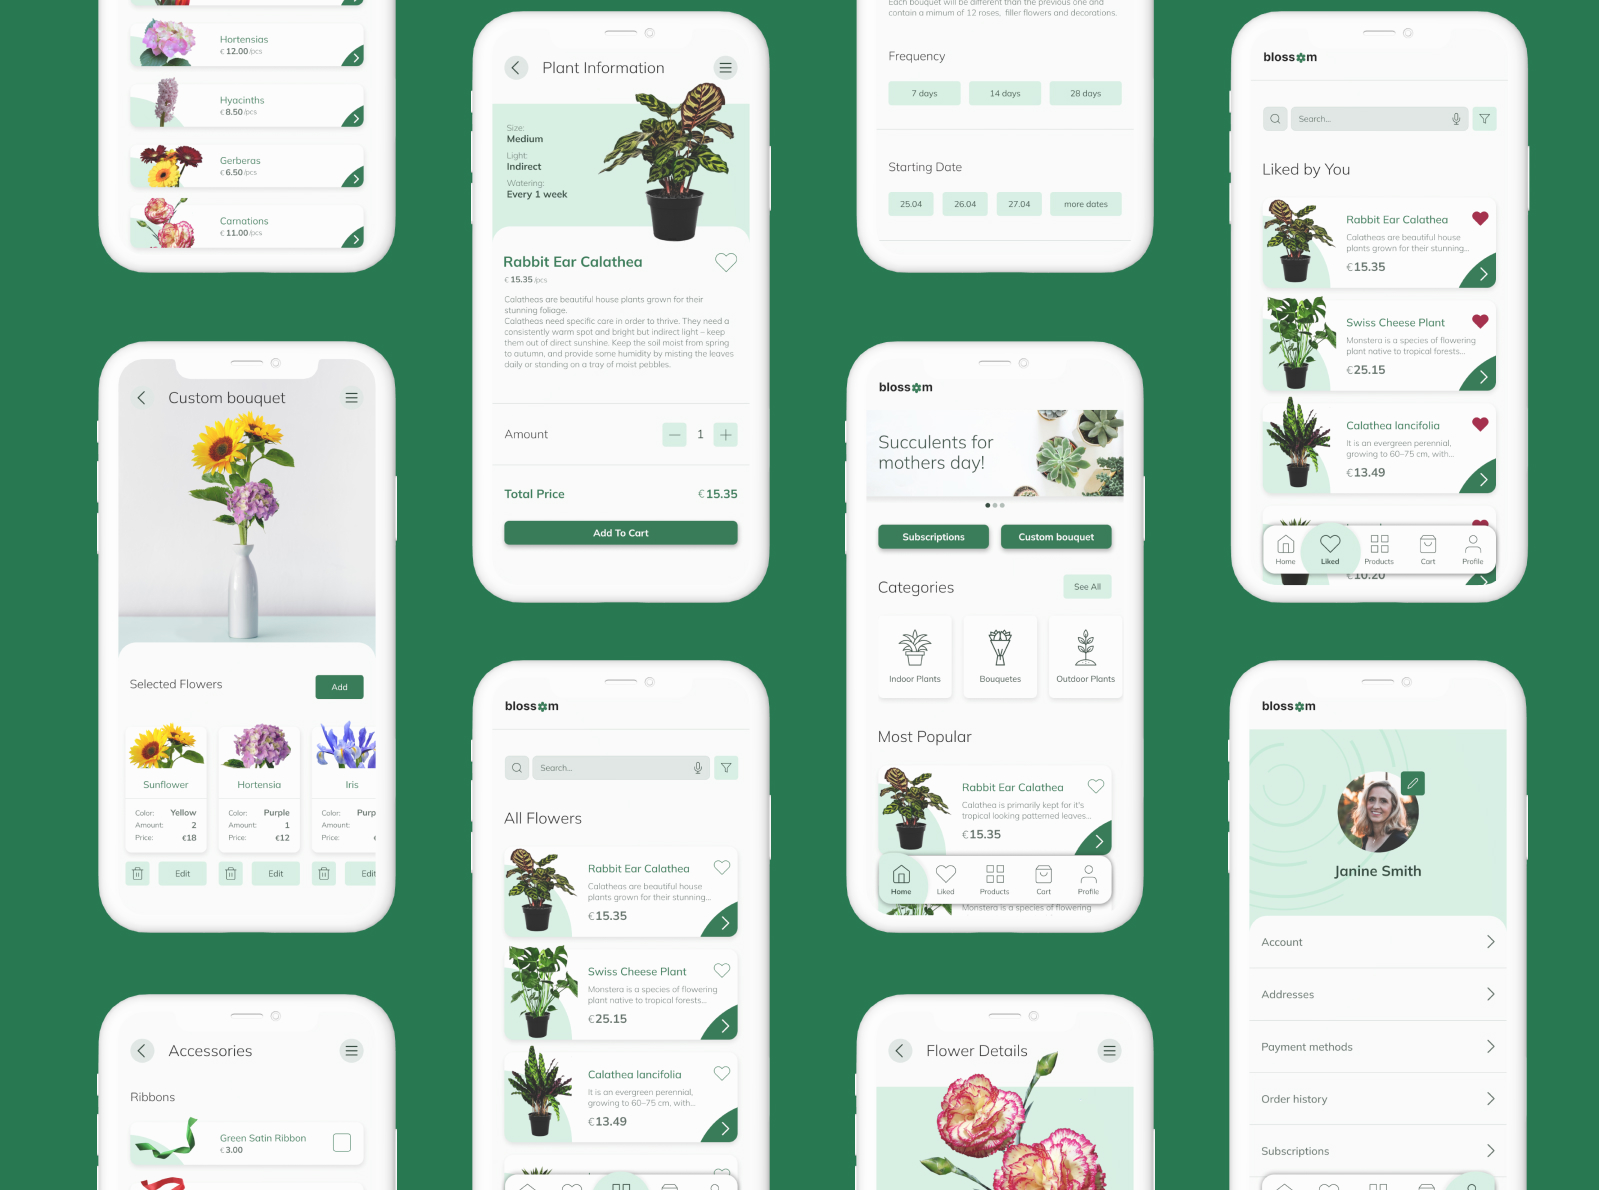 Hortensias
€ 12.00 /pcs
Hyacinths
€ 8.50 /pcs
Gerberas
€ 6.50 /pcs
Carnations
€ 11.00 /pcs
Custom bouquet
Selected Flowers
Add
Sunflower
Color: Yellow
Amount: 2
Price: €18
Edit
Hortensia
Color: Purple
Amount: 1
Price: €12
Edit
Iris
Color: Purp
Amount:
Price: €
Edit
Accessories
Ribbons
Green Satin Ribbon
€ 3.00
Plant Information
Size:
Medium
Light:
Indirect
Watering:
Every 1 week
Rabbit Ear Calathea
€ 15.35 /pcs
Calatheas are beautiful house plants grown for their
stunning foliage.
Calatheas need specific care in order to thrive. They need a
consistently warm spot and bright but indirect light – keep
them out of direct sunshine. Keep the soil moist from spring
to autumn, and provide some humidity by misting the leaves
daily or standing on a tray of moist pebbles.
Amount
1
Total Price € 15.35
Add To Cart
blossom
Search...
All Flowers
Rabbit Ear Calathea
Calatheas are beautiful house
plants grown for their stunning...
€15.35
Swiss Cheese Plant
Monstera is a species of flowering
plant native to tropical forests...
€25.15
Calathea lancifolia
It is an evergreen perennial,
growing to 60–75 cm, with...
€13.49
Each bouquet will be different than the previous one and
contain a mimum of 12 roses, filler flowers and decorations.
Frequency
7 days
14 days
28 days
Starting Date
25.04
26.04
27.04
more dates
blossom
Succulents for
mothers day!
Subscriptions
Custom bouquet
Categories
See All
Indoor Plants
Bouquetes
Outdoor Plants
Most Popular
Rabbit Ear Calathea
Calathea is primarily kept for it's
tropical looking patterned leaves...
€15.35
Home
Liked
Products
Cart
Profile
Monstera is a species of flowering
Flower Details
blossom
Search...
Liked by You
Rabbit Ear Calathea
Calatheas are beautiful house
plants grown for their stunning...
€15.35
Swiss Cheese Plant
Monstera is a species of flowering
plant native to tropical forests...
€25.15
Calathea lancifolia
It is an evergreen perennial,
growing to 60–75 cm, with...
€13.49
Home
Liked
Products
Cart
Profile
€10.20
blossom
Janine Smith
Account
Addresses
Payment methods
Order history
Subscriptions